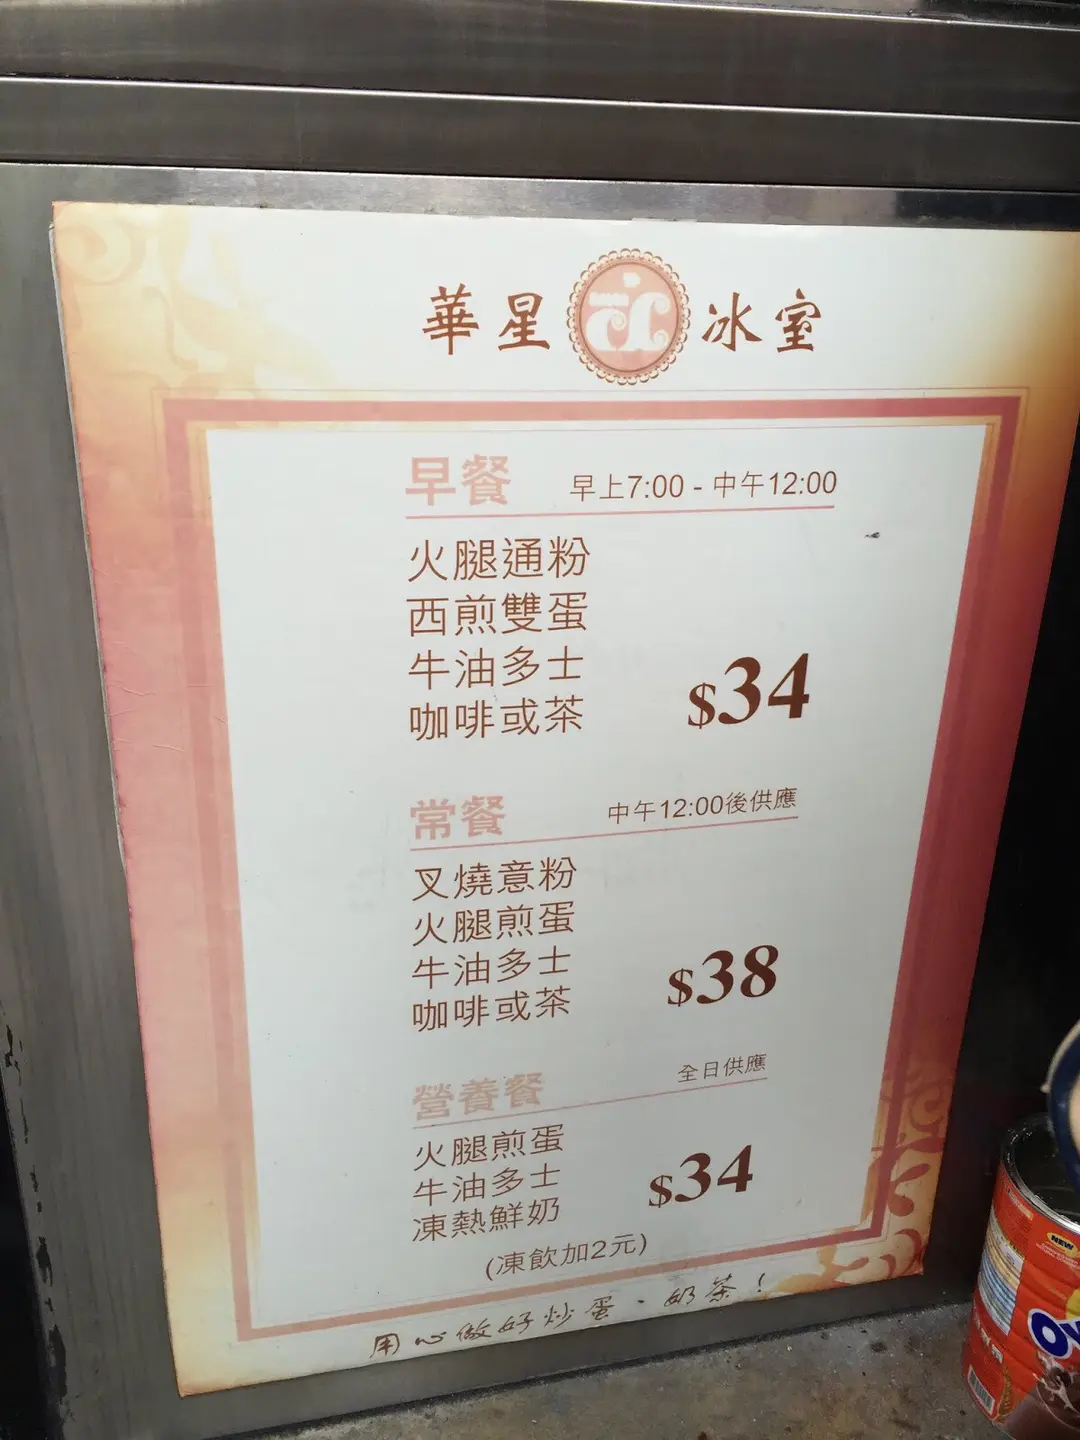 華星 冰室
早餐 早上7:00 - 中午12:00
火腿通粉
西煎雙蛋
牛油多士
咖啡或茶 $34
常餐 中午12:00後供應
叉燒意粉
火腿煎蛋
牛油多士
咖啡或茶 $38
營養餐 全日供應
火腿煎蛋
牛油多士
凍熱鮮奶 $34
(凍飲加2元)
用心做好炒蛋、奶茶!
NEW